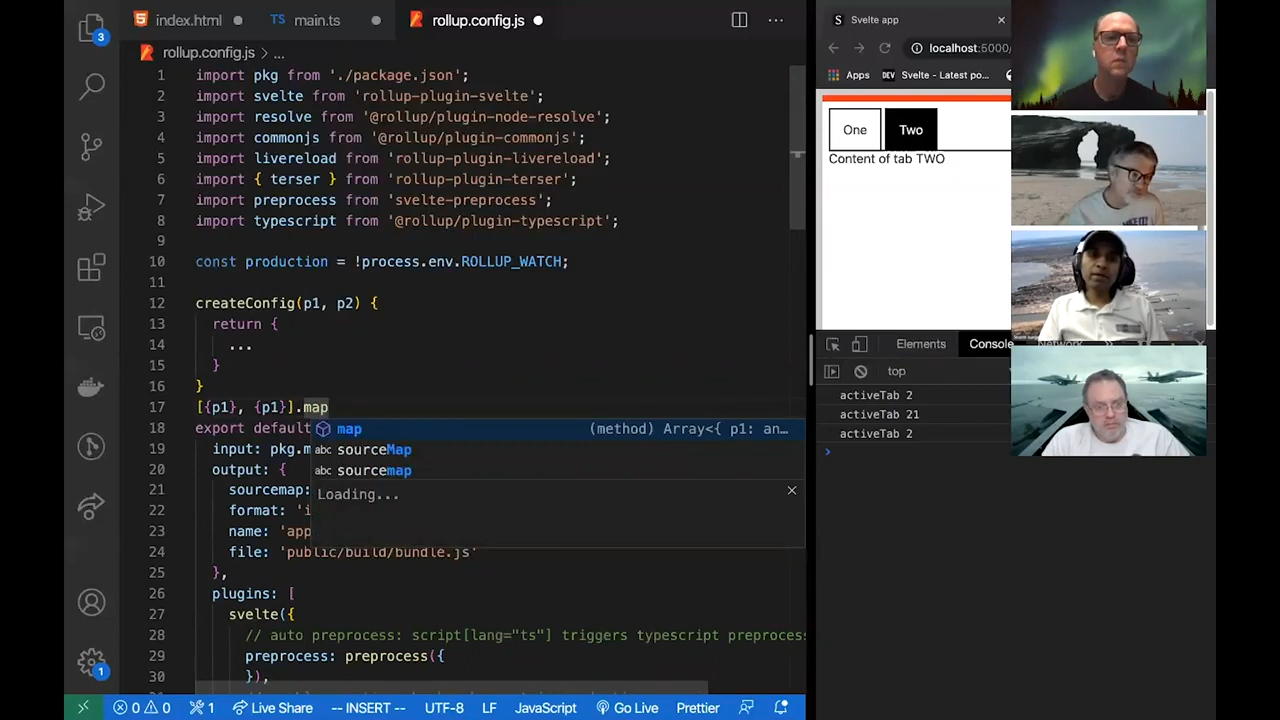 index.html
TS main.ts
rollup.config.js
rollup.config.js > ...
3
1 import pkg from './package.json';
2 import svelte from 'rollup-plugin-svelte';
3 import resolve from '@rollup/plugin-node-resolve';
4 import commonjs from '@rollup/plugin-commonjs';
5 import livereload from 'rollup-plugin-livereload';
6 import { terser } from 'rollup-plugin-terser';
7 import preprocess from 'svelte-preprocess';
8 import typescript from '@rollup/plugin-typescript';
9
10 const production = !process.env.ROLLUP_WATCH;
11
12 createConfig(p1, p2) {
13 return {
14 ...
15 }
16 }
17 [{p1}, {p1}].map
18 export default
map (method) Array<{ p1: an...
19 input: pkg.m
abc sourceMap
20 output: {
abc sourcemap
21 sourcemap:
Loading...
22 format: 'i
23 name: 'app
24 file: 'public/build/bundle.js'
25 },
26 plugins: [
27 svelte({
28 // auto preprocess: script[lang="ts"] triggers typescript preprocess
29 preprocess: preprocess({
30 }),
1
0 0 1 Live Share -- INSERT -- UTF-8 LF JavaScript Go Live Prettier
S Svelte app
localhost:5000/
Apps DEV Svelte - Latest po...
One Two
Content of tab TWO
Elements Console Network
top
activeTab 2
activeTab 21
activeTab 2